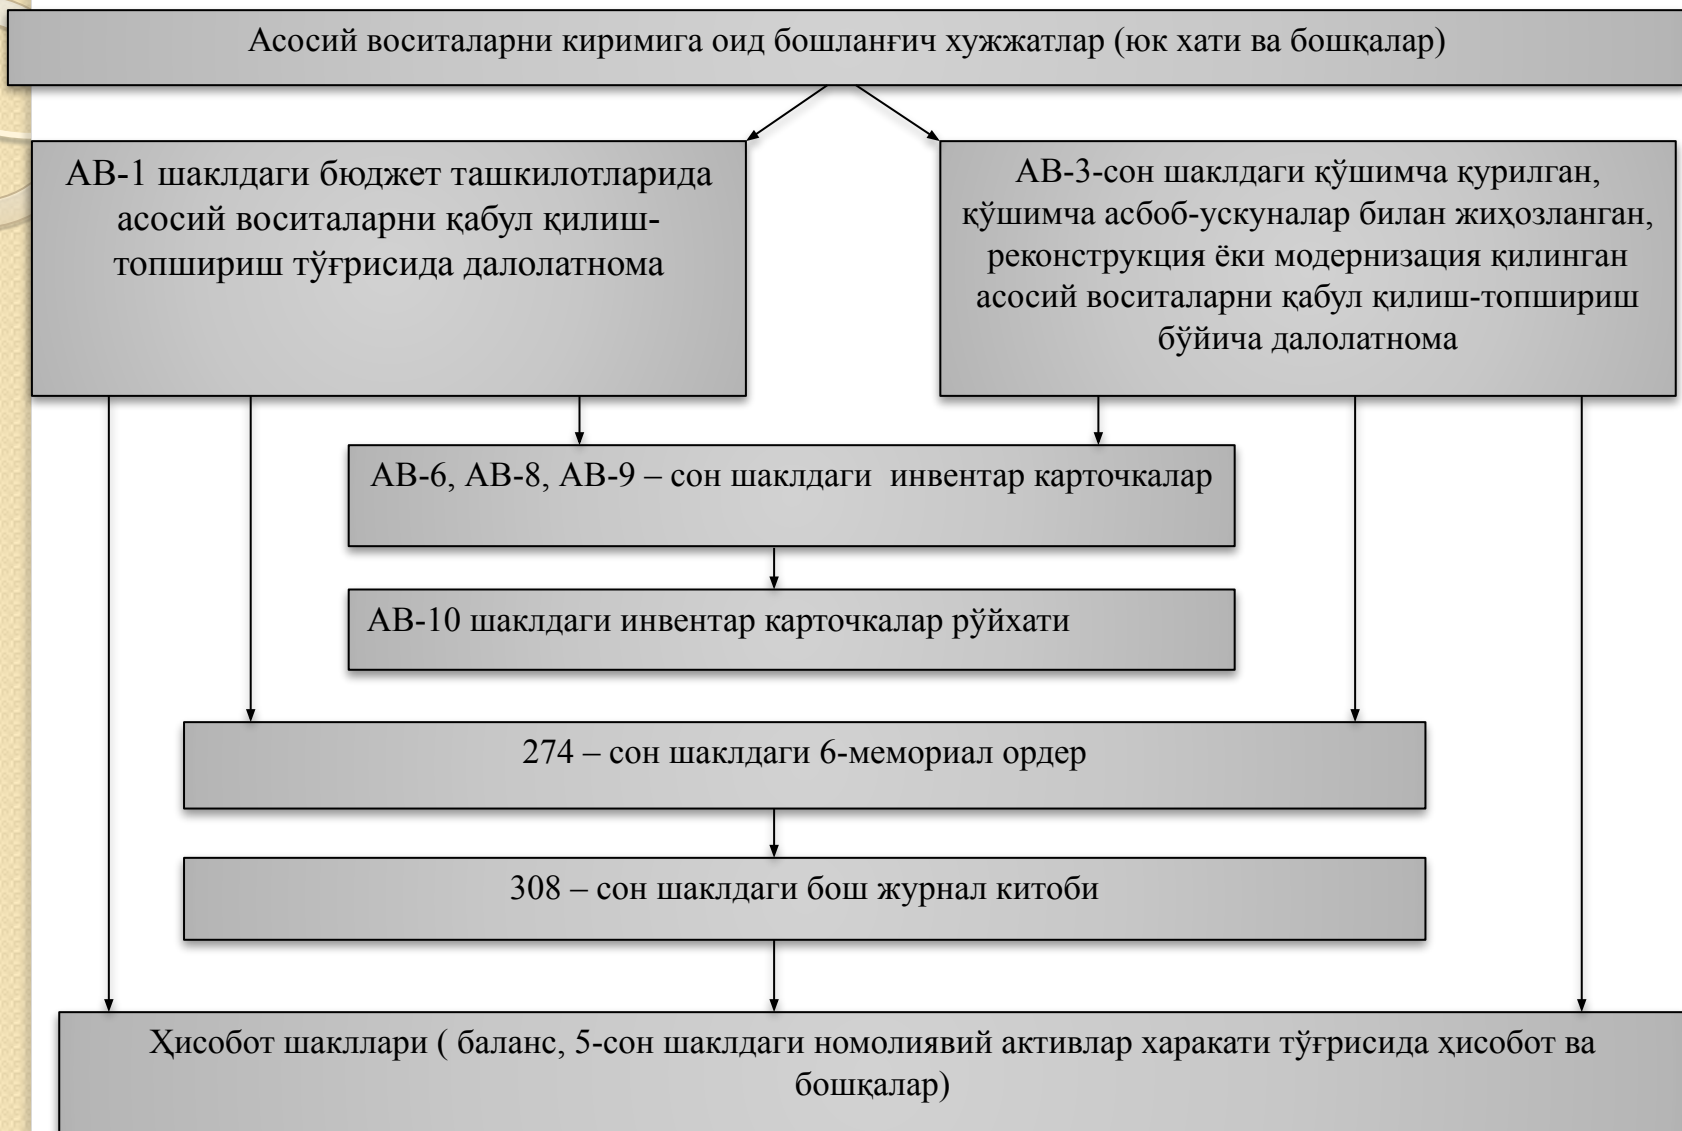 Асосий воситаларни киримига оид бошланғич хужжатлар (юк хати ва бошқалар)
АВ-1 шаклдаги бюджет ташкилотларида
асосий воситаларни қабул қилиш-
топшириш тўғрисида далолатнома
АВ-3-сон шаклдаги қўшимча қурилган,
қўшимча асбоб-ускуналар билан жиҳозланган,
реконструкция ёки модернизация қилинган
асосий воситаларни қабул қилиш-топшириш
бўйича далолатнома
АВ-6, АВ-8, АВ-9 – сон шаклдаги инвентар карточкалар
АВ-10 шаклдаги инвентар карточкалар рўйхати
274 – сон шаклдаги 6-мемориал ордер
308 – сон шаклдаги бош журнал китоби
Ҳисобот шакллари ( баланс, 5-сон шаклдаги номолиявий активлар харакати тўғрисида ҳисобот ва
бошқалар)